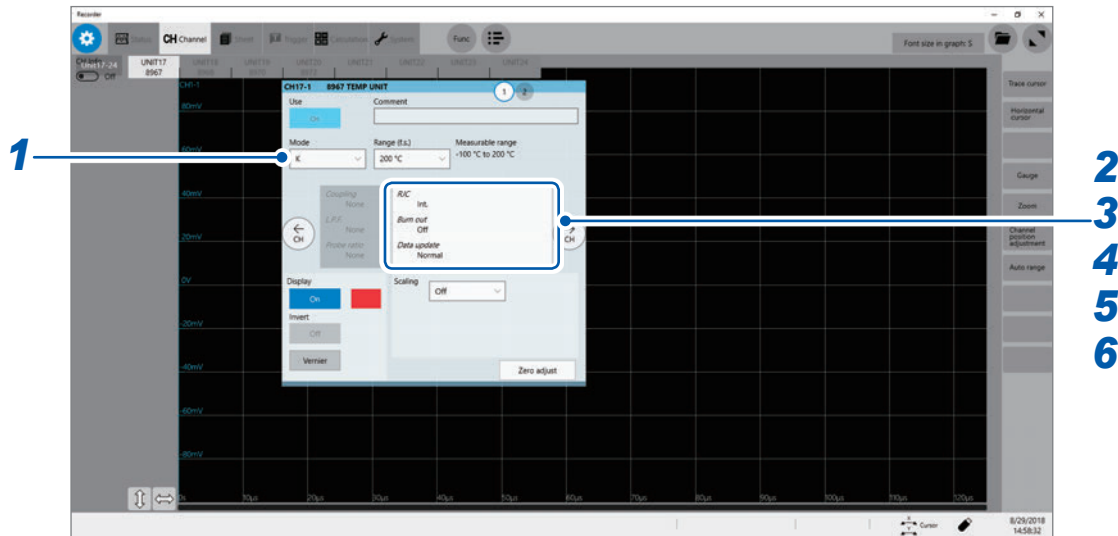 Recorder
Status CH Channel Sheet Trigger Calculation System Func Font size in graph: S
Unit17-24
Off
UNIT17 UNIT18 UNIT19 UNIT20 UNIT21 UNIT22 UNIT23 UNIT24
8967 8968 8970 8972
CH1-1
80mV
60mV
40mV
20mV
0V
-20mV
-40mV
-60mV
-80mV
CH17-1 8967 TEMP UNIT 1 2
Use Comment
On
Mode Range (f.s.) Measurable range
K 200 °C -100 °C to 200 °C
Coupling
None
L.P.F.
None
Probe ratio
None
RJC
Int.
Burn out
Off
Data update
Normal
CH
CH
Display Scaling
On Off
Invert
Off
Vernier
Zero adjust
Trace cursor
Horizontal
cursor
Gauge
Zoom
Channel
position
adjustment
Auto range
0s 10µs 20µs 30µs 40µs 50µs 60µs 70µs 80µs 90µs 100µs 110µs 120µs
Cursor
8/29/2018
14:58:32
1
2
3
4
5
6